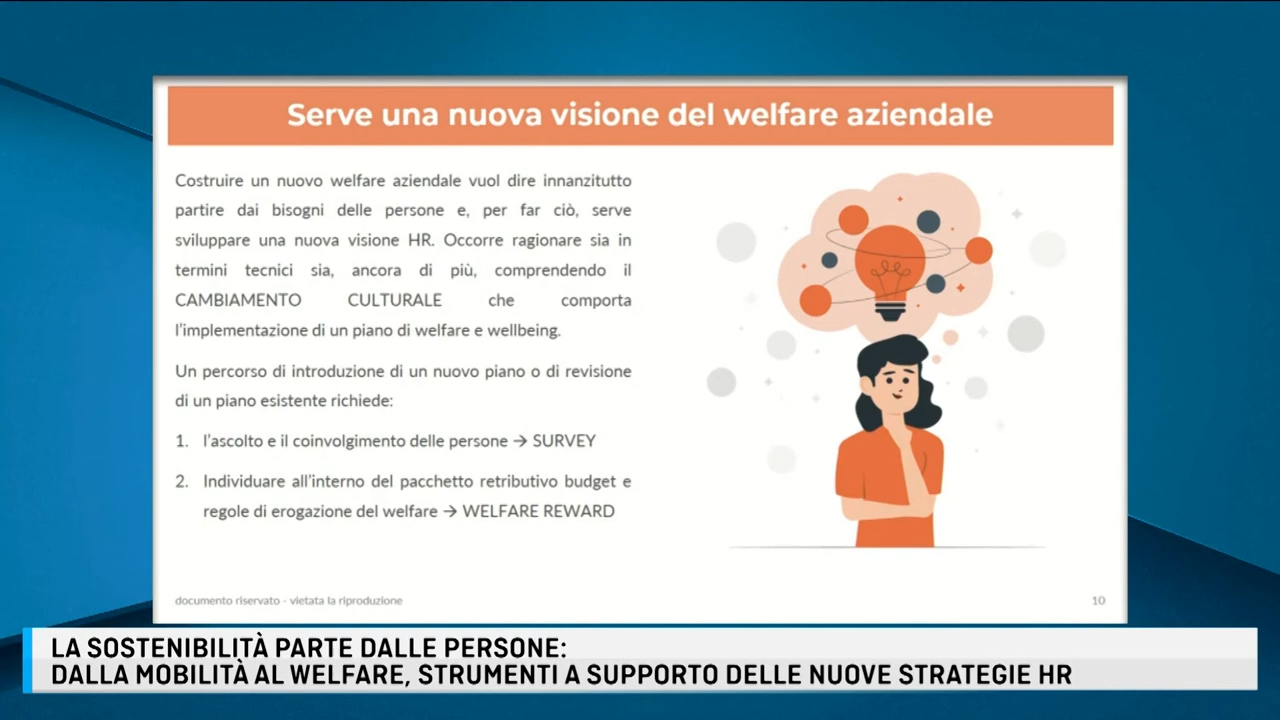 Serve una nuova visione del welfare aziendale
Costruire un nuovo welfare aziendale vuol dire innanzitutto
partire dai bisogni delle persone e, per far ciò, serve
sviluppare una nuova visione HR. Occorre ragionare sia in
termini tecnici sia, ancora di più, comprendendo il
CAMBIAMENTO CULTURALE che comporta
l'implementazione di un piano di welfare e wellbeing.
Un percorso di introduzione di un nuovo piano o di revisione
di un piano esistente richiede:
1. l'ascolto e il coinvolgimento delle persone → SURVEY
2. Individuare all'interno del pacchetto retributivo budget e
regole di erogazione del welfare → WELFARE REWARD
documento riservato - vietata la riproduzione
10
LA SOSTENIBILITÀ PARTE DALLE PERSONE:
DALLA MOBILITÀ AL WELFARE, STRUMENTI A SUPPORTO DELLE NUOVE STRATEGIE HR